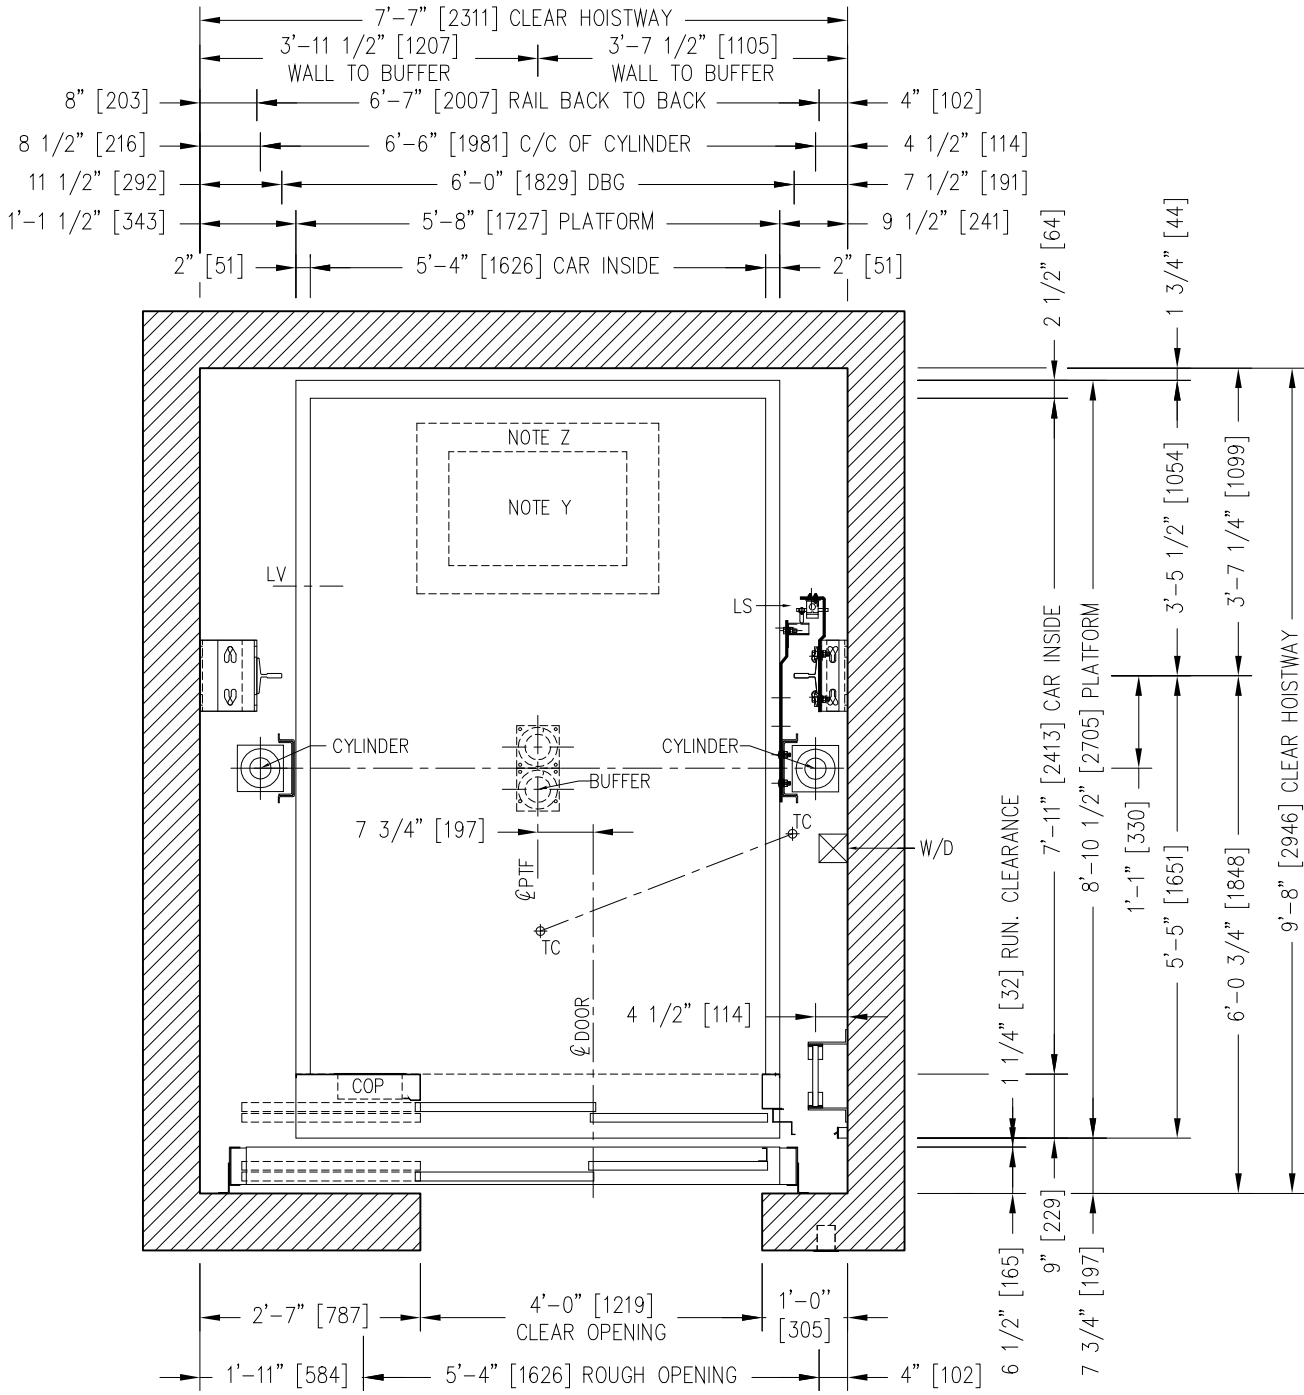 7'-7" [2311] CLEAR HOISTWAY
3'-11 1/2" [1207]
WALL TO BUFFER
3'-7 1/2" [1105]
WALL TO BUFFER
8" [203]
6'-7" [2007] RAIL BACK TO BACK
4" [102]
8 1/2" [216]
6'-6" [1981] C/C OF CYLINDER
4 1/2" [114]
11 1/2" [292]
6'-0" [1829] DBG
7 1/2" [191]
1'-1 1/2" [343]
5'-8" [1727] PLATFORM
9 1/2" [241]
2" [51]
5'-4" [1626] CAR INSIDE
2" [51]
2 1/2" [64]
1 3/4" [44]
NOTE Z
NOTE Y
LV
LS
CYLINDER
CYLINDER
BUFFER
7 3/4" [197]
TC
W/D
℄ PTF
TC
4 1/2" [114]
℄ DOOR
COP
1 1/4" [32] RUN. CLEARANCE
7'-11" [2413] CAR INSIDE
8'-10 1/2" [2705] PLATFORM
1'-1" [330]
3'-5 1/2" [1054]
5'-5" [1651]
3'-7 1/4" [1099]
6'-0 3/4" [1848]
9'-8" [2946] CLEAR HOISTWAY
6 1/2" [165]
9" [229]
7 3/4" [197]
2'-7" [787]
4'-0" [1219]
CLEAR OPENING
1'-0"
[305]
1'-11" [584]
5'-4" [1626] ROUGH OPENING
4" [102]